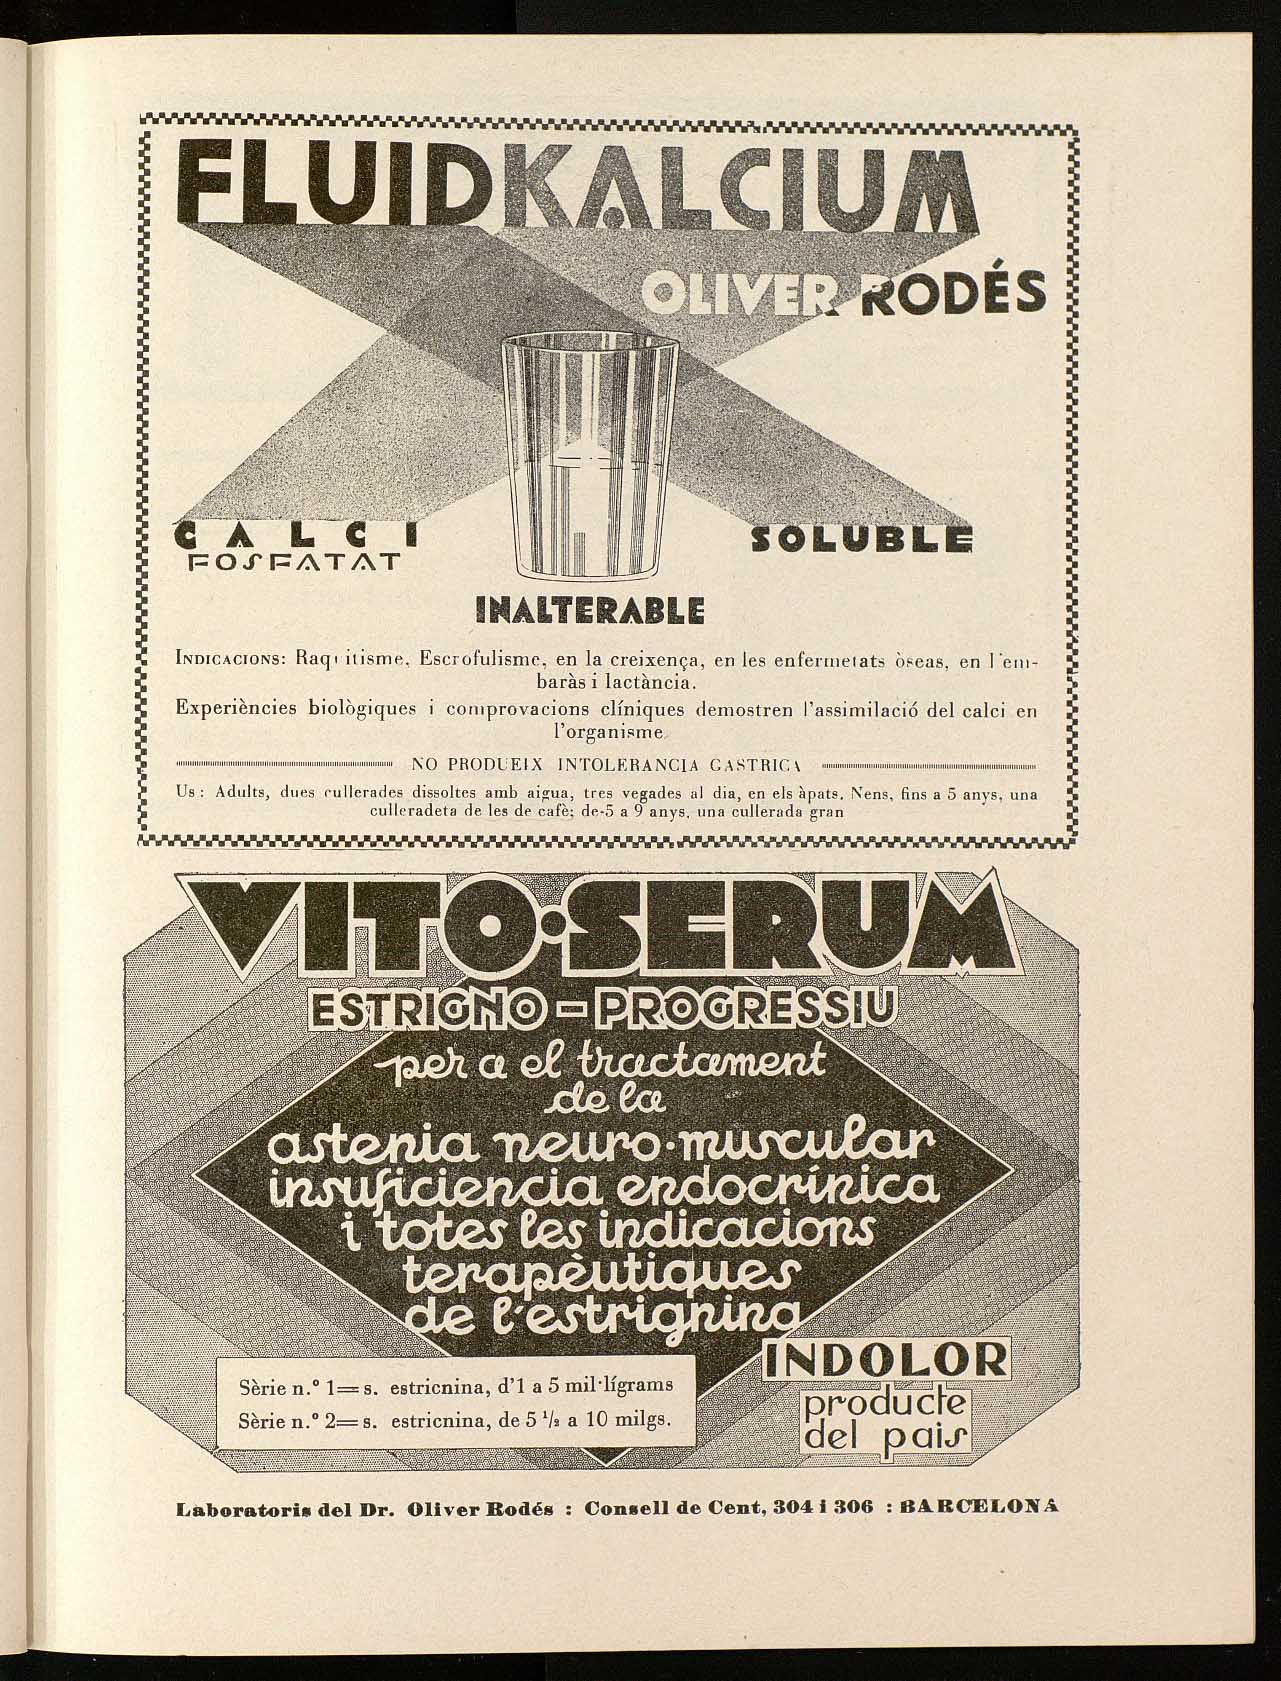 FLUIDKALCIUM
OLIVER RODÉS
CALCI
FOSFATAT
SOLUBLE
INALTERABLE
INDICACIONS: Raquitisme, Escrofulisme, en la creixença, en les enfermetats òseas, en l'em-
baràs i lactància.
Experiències biològiques i comprovacions clíniques demostren l'assimilació del calci en
l'organisme
NO PRODUEIX INTOLERANCIA GASTRICA
Us: Adults, dues cullerades dissoltes amb aigua, tres vegades al dia, en els àpats. Nens, fins a 5 anys, una
culleradeta de les de cafè; de 5 a 9 anys, una cullerada gran
VITO·SERUM
ESTRIGNO-PROGRESSIU
per a el tractament
de la
astenia neuro·muscular
insuficiencia endocrínica
i totes les indicacions
terapèutiques
de l'estrignina
INDOLOR
producte
del pais
Sèrie n.º 1=s. estricnina, d'1 a 5 mil·lígrams
Sèrie n.º 2=s. estricnina, de 5 1/2 a 10 milgs.
Laboratoris del Dr. Oliver Rodés : Consell de Cent, 304 i 306 : BARCELONA